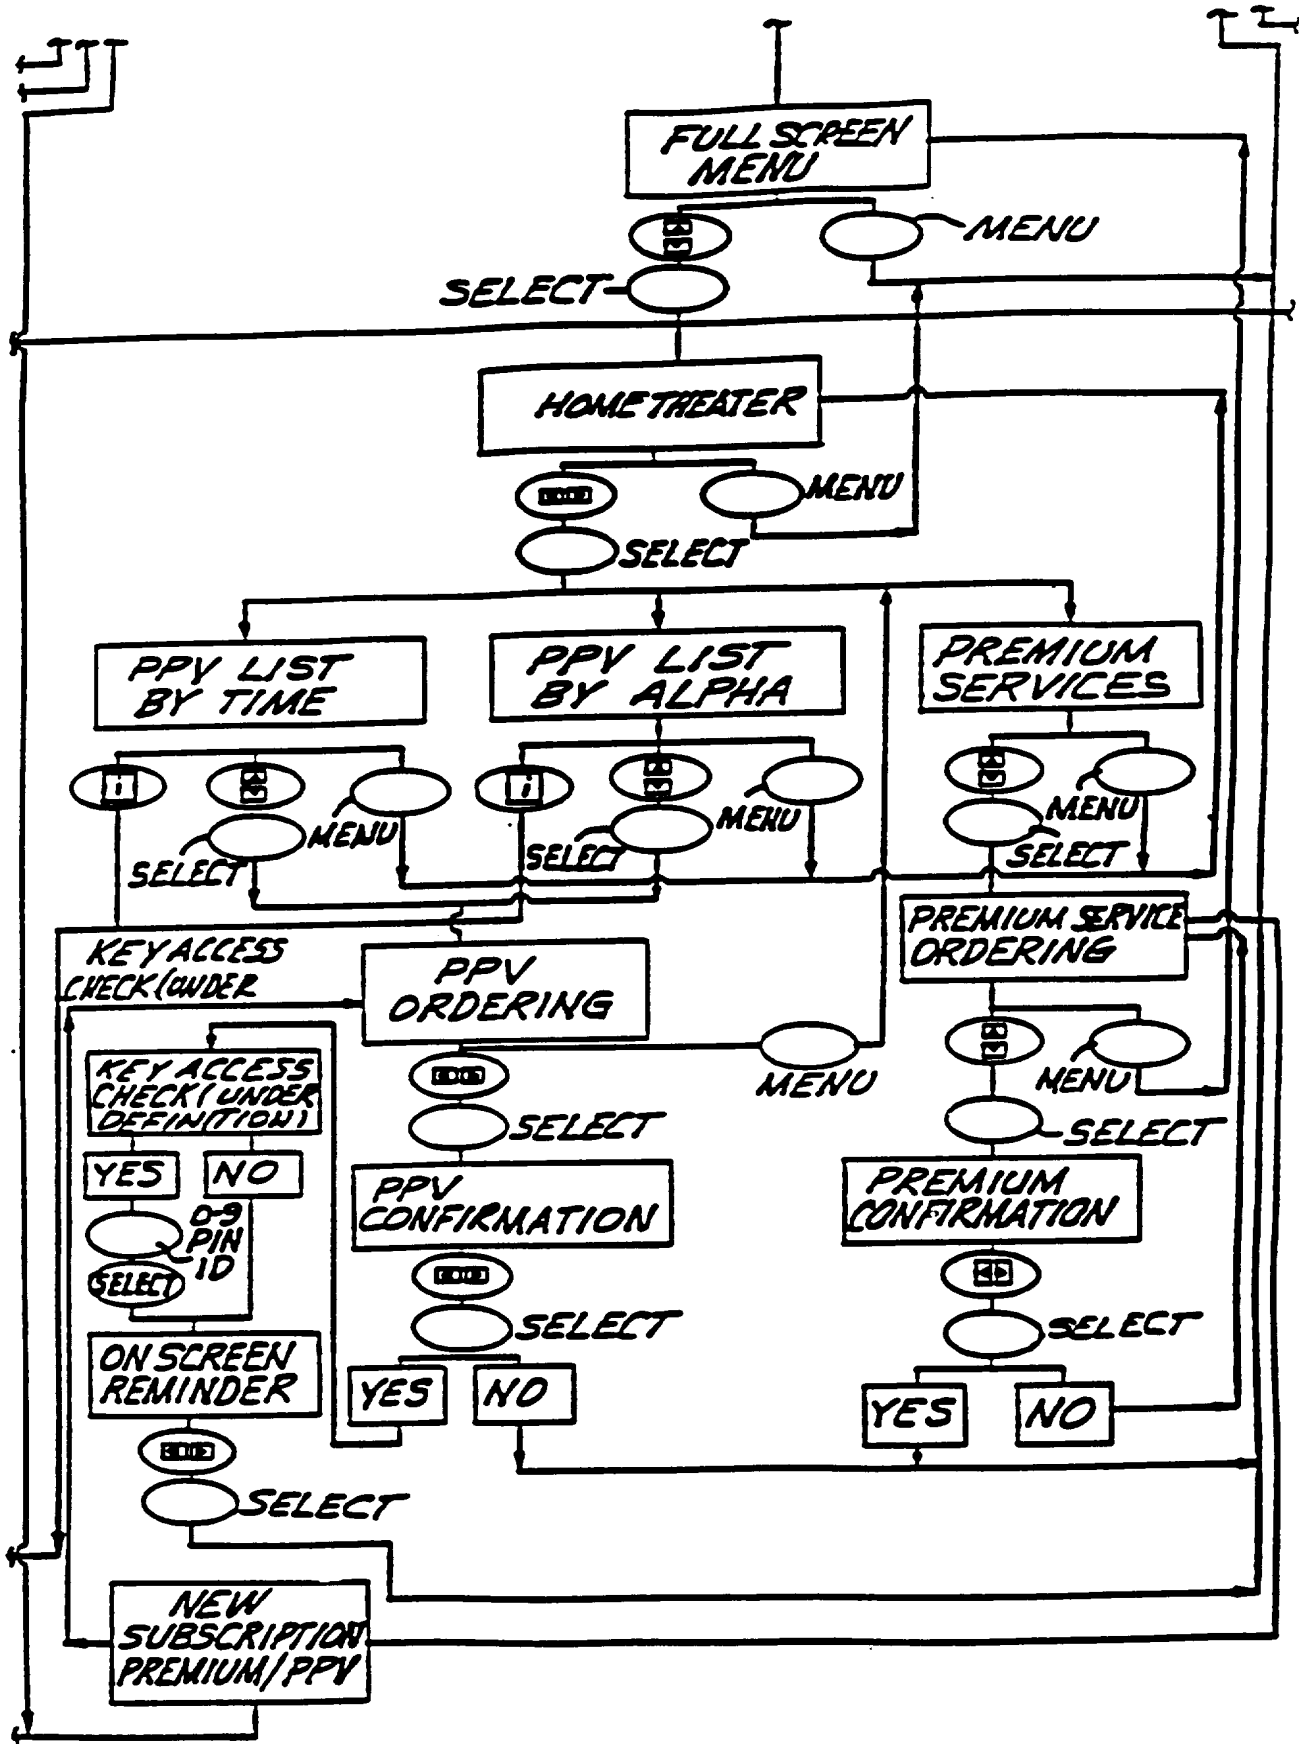 FULL SCREEN
MENU
MENU
SELECT
HOME THEATER
MENU
SELECT
PPV LIST
BY TIME
PPV LIST
BY ALPHA
PREMIUM
SERVICES
i
i
MENU
SELECT
MENU
SELECT
MENU
SELECT
KEY ACCESS
CHECK (UNDER
PPV
ORDERING
PREMIUM SERVICE
ORDERING
KEY ACCESS
CHECK (UNDER
DEFINITION)
MENU
MENU
SELECT
SELECT
YES
NO
0-9
PIN
ID
SELECT
PPV
CONFIRMATION
PREMIUM
CONFIRMATION
SELECT
SELECT
ON SCREEN
REMINDER
YES
NO
YES
NO
SELECT
NEW
SUBSCRIPTION
PREMIUM/PPV